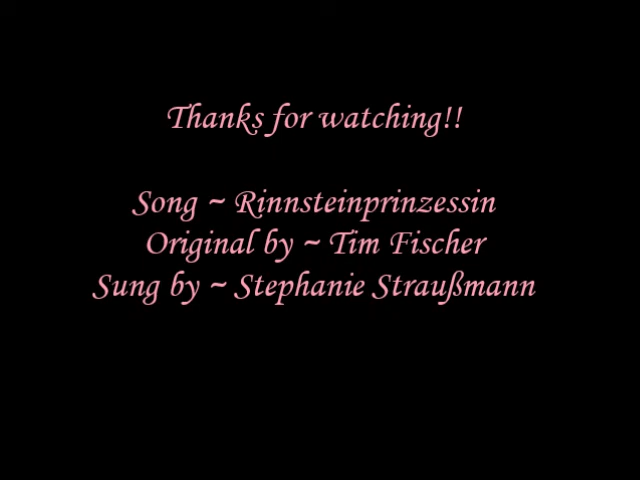 Thanks for watching!!
Song ~ Rinnsteinprinzessin
Original by ~ Tim Fischer
Sung by ~ Stephanie Straußmann